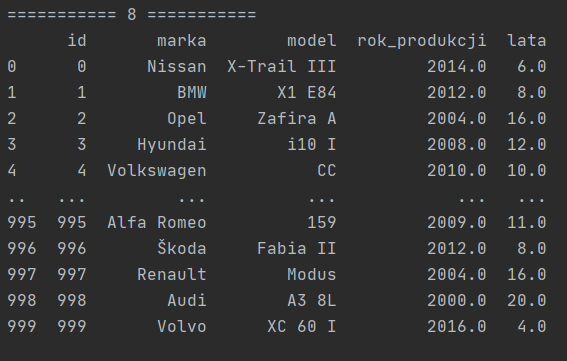 =========== 8 ===========
id marka model rok_produkcji lata
0 0 Nissan X-Trail III 2014.0 6.0
1 1 BMW X1 E84 2012.0 8.0
2 2 Opel Zafira A 2004.0 16.0
3 3 Hyundai i10 I 2008.0 12.0
4 4 Volkswagen CC 2010.0 10.0
.. ... ... ... ... ...
995 995 Alfa Romeo 159 2009.0 11.0
996 996 Škoda Fabia II 2012.0 8.0
997 997 Renault Modus 2004.0 16.0
998 998 Audi A3 8L 2000.0 20.0
999 999 Volvo XC 60 I 2016.0 4.0